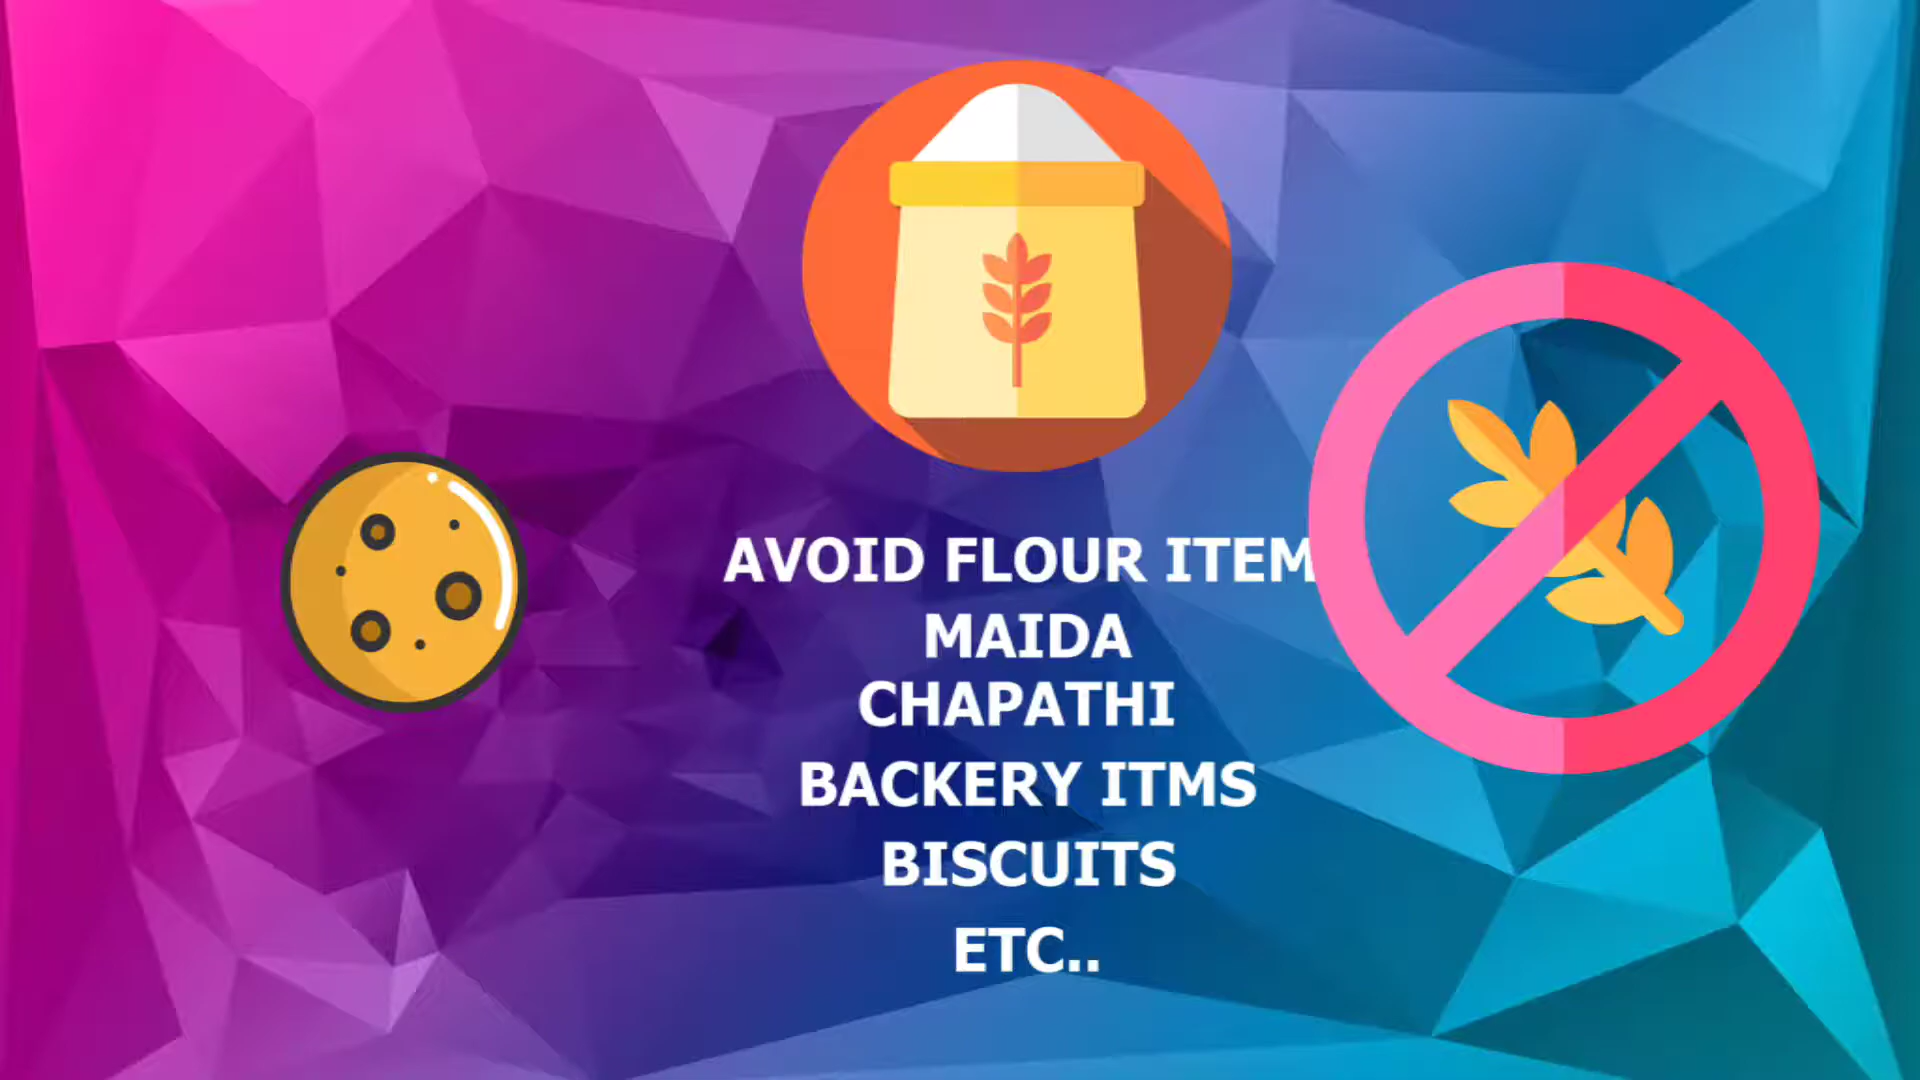 AVOID FLOUR ITEM
MAIDA
CHAPATHI
BACKERY ITMS
BISCUITS
ETC..